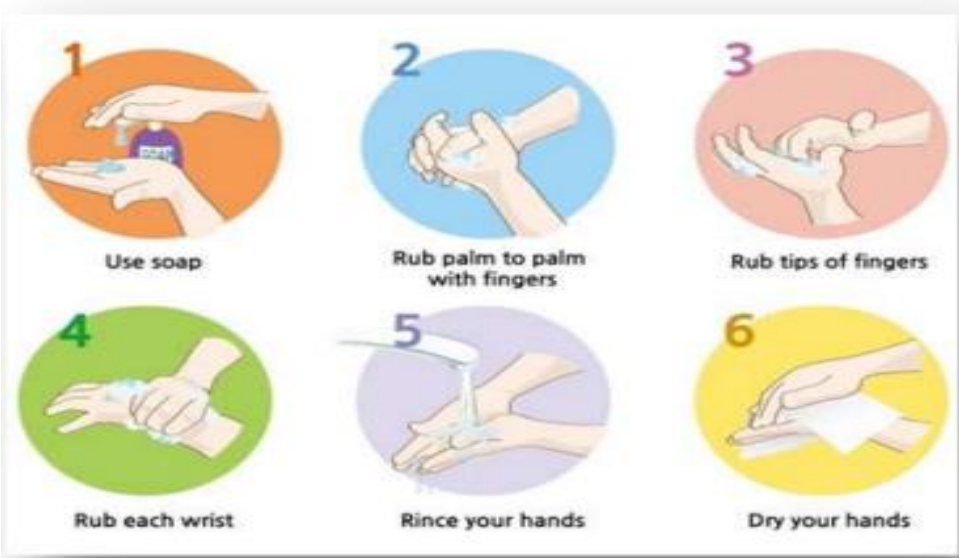 1
Use soap
2
Rub palm to palm
with fingers
3
Rub tips of fingers
4
Rub each wrist
5
Rince your hands
6
Dry your hands